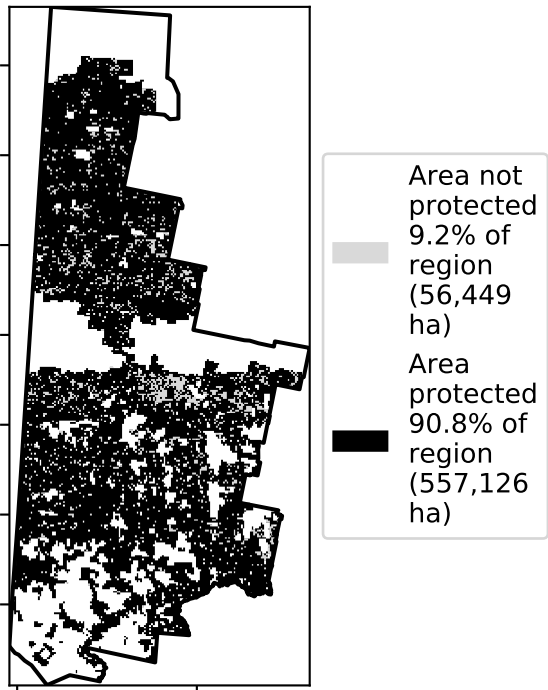 Area not
protected
9.2% of
region
(56,449
ha)
Area
protected
90.8% of
region
(557,126
ha)